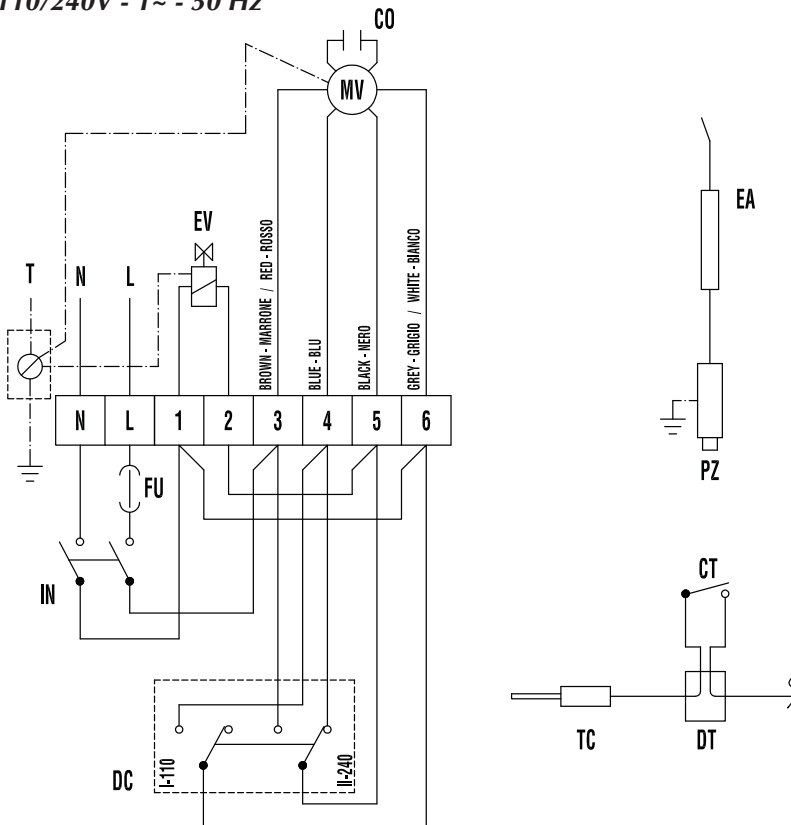 110/240V - 1~ - 50 Hz
CO
MV
EV
EA
T
N
L
BROWN - MARRONE / RED - ROSSO
BLUE - BLU
BLACK - NERO
GREY - GRIGIO / WHITE - BIANCO
N
L
1
2
3
4
5
6
PZ
FU
IN
CT
TC
DT
DC
I-110
II-240